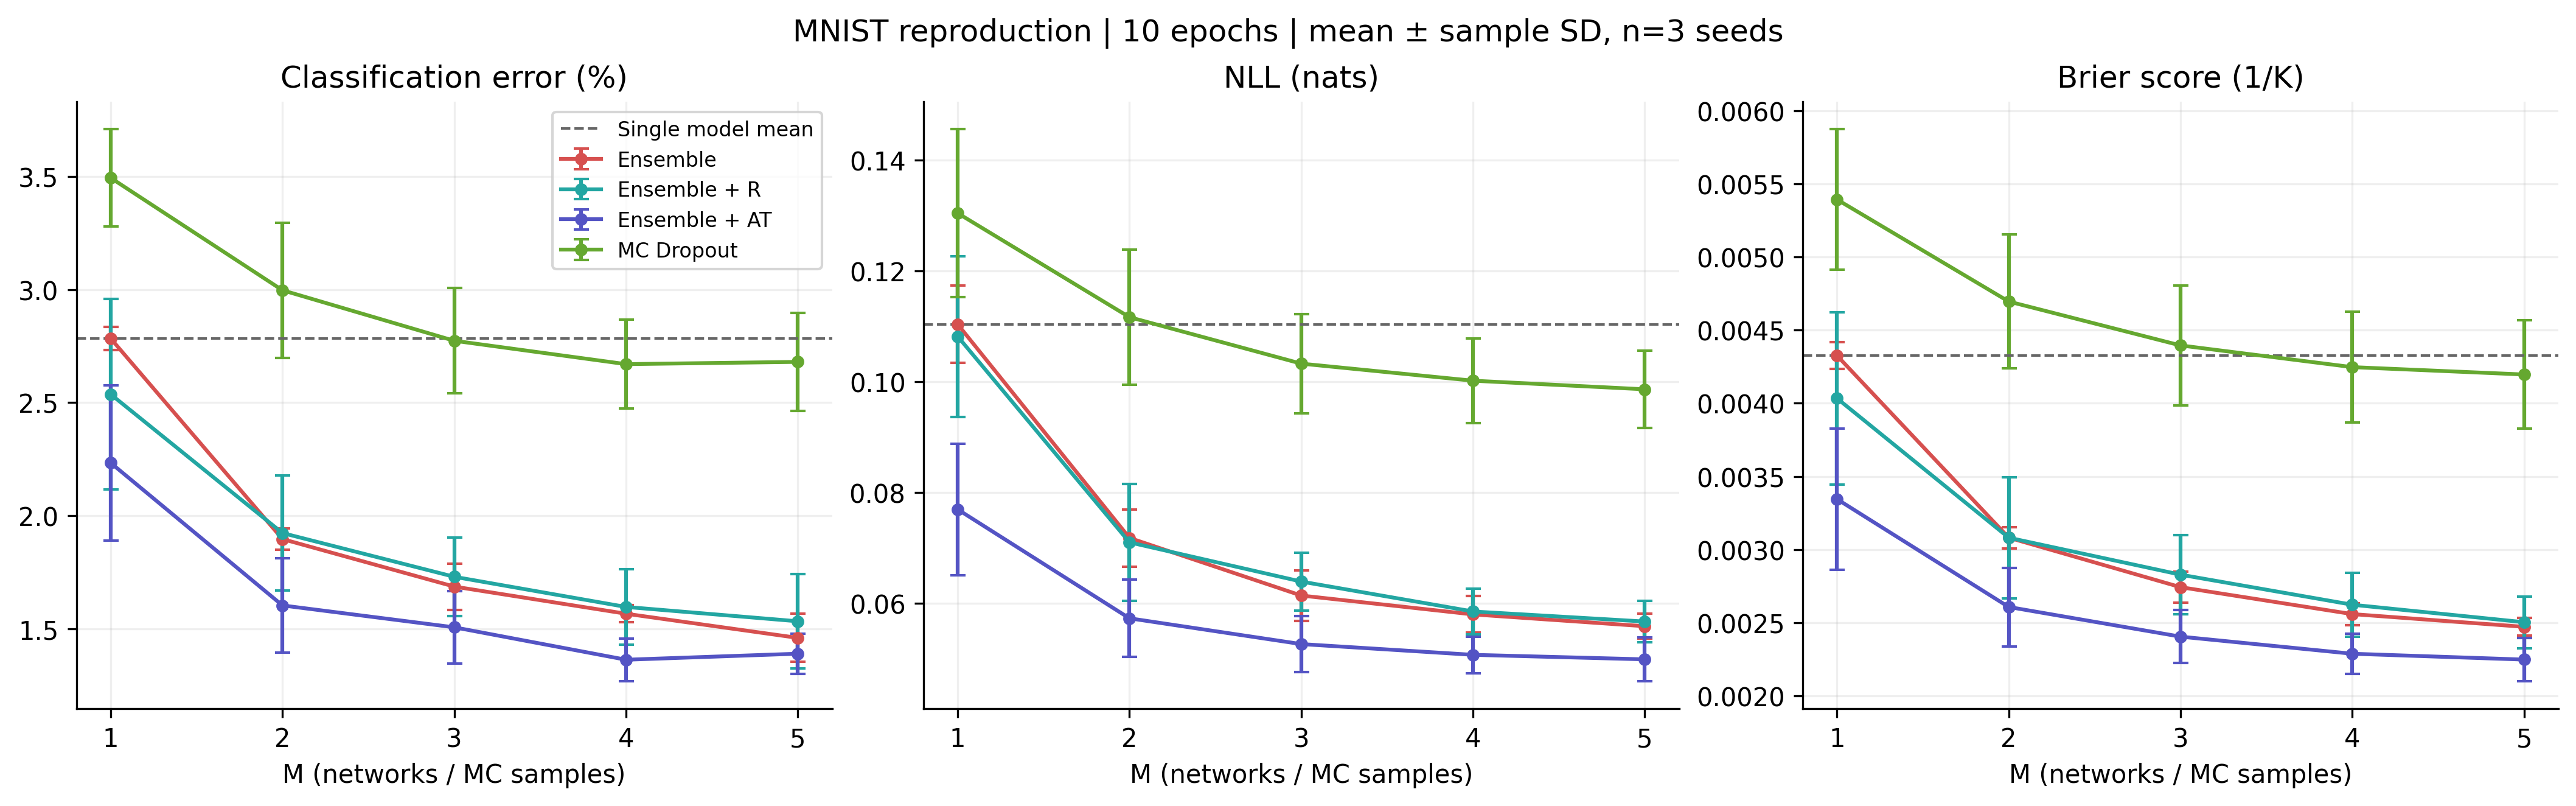 MNIST reproduction | 10 epochs | mean ± sample SD, n=3 seeds
Classification error (%)
3.5
3.0
2.5
2.0
1.5
1
2
3
4
5
M (networks / MC samples)
Single model mean
Ensemble
Ensemble + R
Ensemble + AT
MC Dropout
NLL (nats)
0.14
0.12
0.10
0.08
0.06
1
2
3
4
5
M (networks / MC samples)
Brier score (1/K)
0.0060
0.0055
0.0050
0.0045
0.0040
0.0035
0.0030
0.0025
0.0020
1
2
3
4
5
M (networks / MC samples)